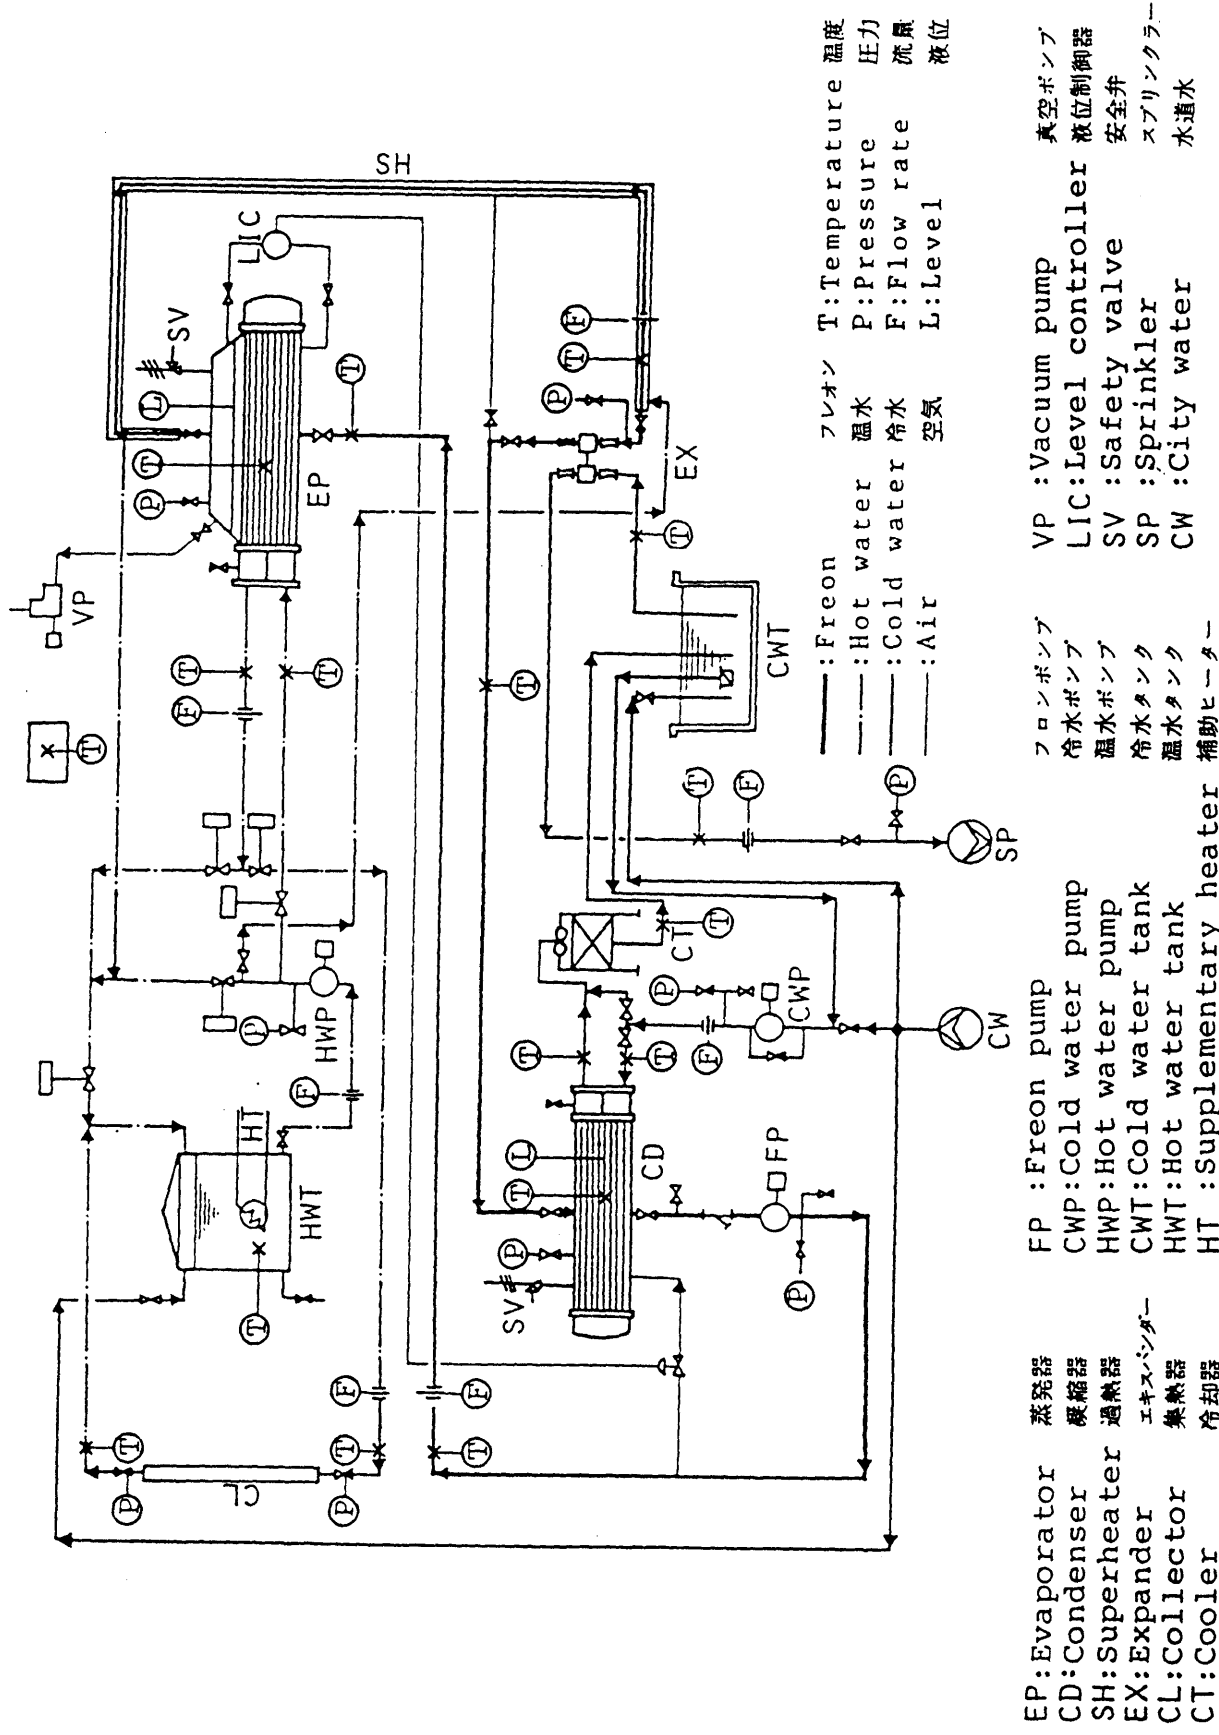 SH
LIC
SV
L
T
P
EP
T
VP
T
T
T
F
F
T
P
EX
T
T
CWT
T
F
P
SP
HWP
P
F
HT
HWT
T
CT
T
P
CWP
F
T
T
CW
L
T
CD
P
SV
FP
P
F
F
T
T
T
P
P
CL
T:Temperature 温度
P:Pressure 圧力
F:Flow rate 流量
L:Level 液位
:Freon フレオン
:Hot water 温水
:Cold water 冷水
:Air 空気
EP:Evaporator 蒸発器
CD:Condenser 凝縮器
SH:Superheater 過熱器
EX:Expander エキスパンダー
CL:Collector 集熱器
CT:Cooler 冷却器
FP :Freon pump フロンポンプ
CWP:Cold water pump 冷水ポンプ
HWP:Hot water pump 温水ポンプ
CWT:Cold water tank 冷水タンク
HWT:Hot water tank 温水タンク
HT :Supplementary heater 補助ヒーター
VP :Vacuum pump 真空ポンプ
LIC:Level controller 液位制御器
SV :Safety valve 安全弁
SP :Sprinkler スプリンクラー
CW :City water 水道水